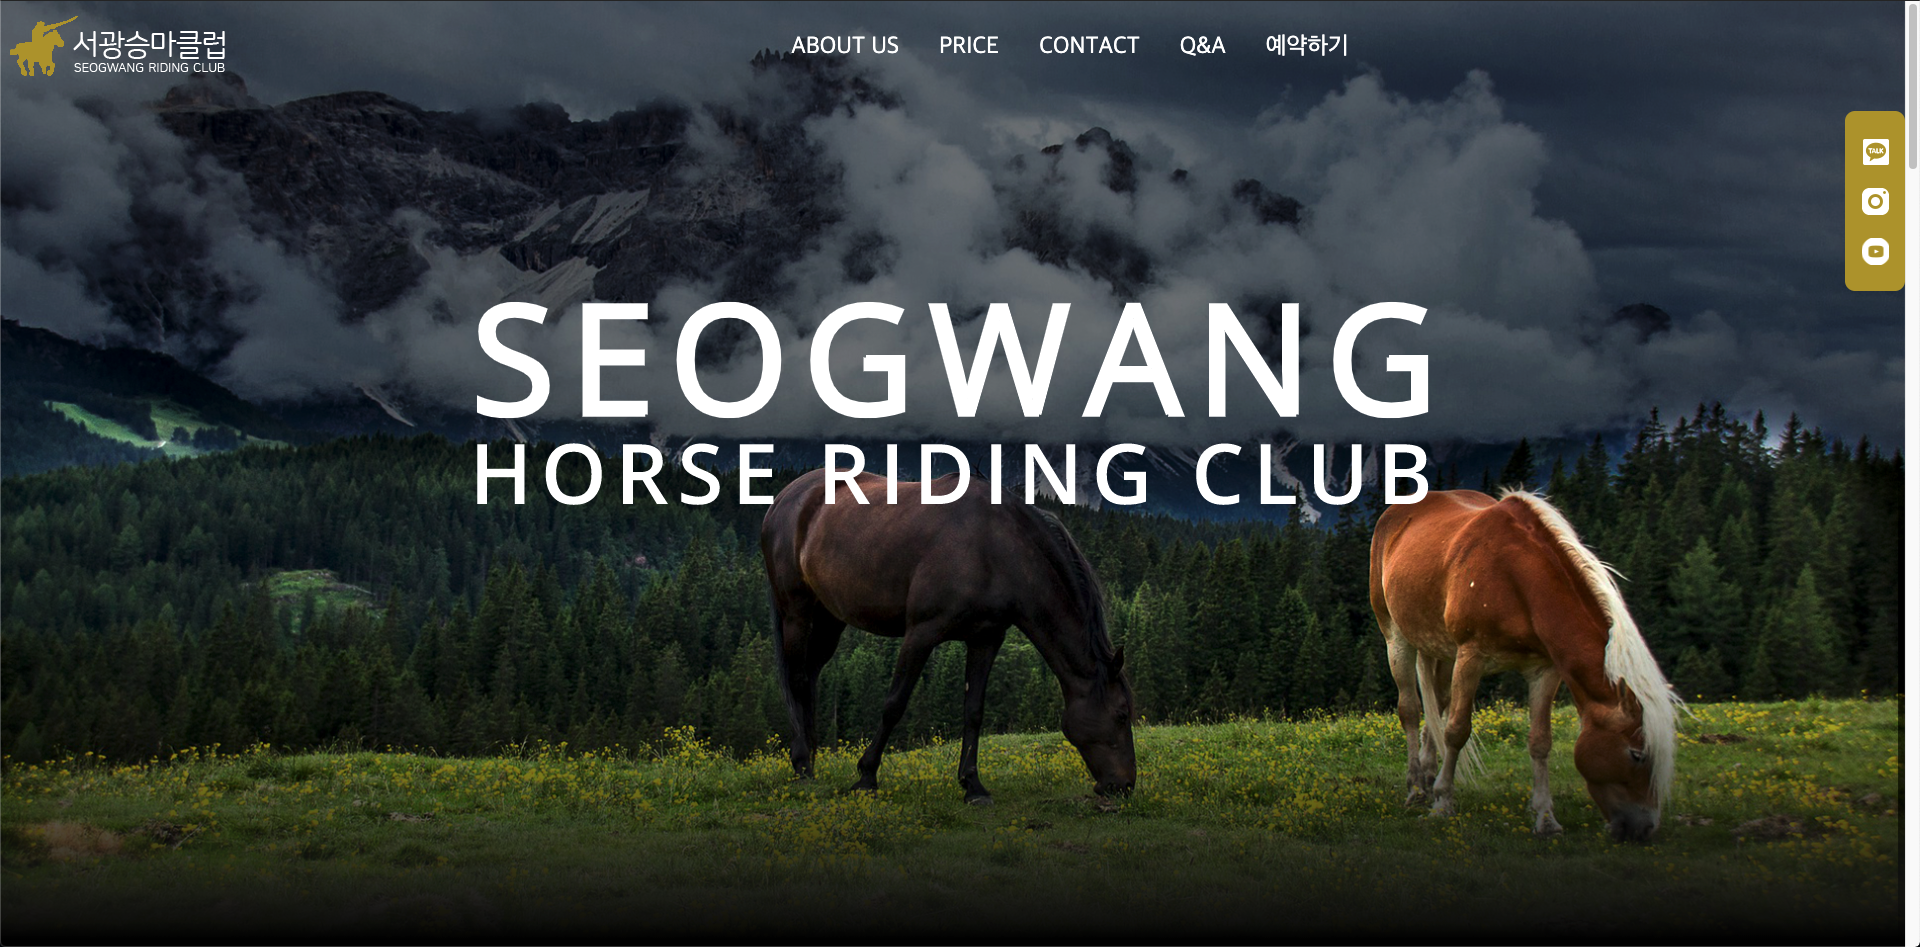 서광승마클럽
SEOGWANG RIDING CLUB
ABOUT US PRICE CONTACT Q&A 예약하기
TALK
SEOGWANG
HORSE RIDING CLUB